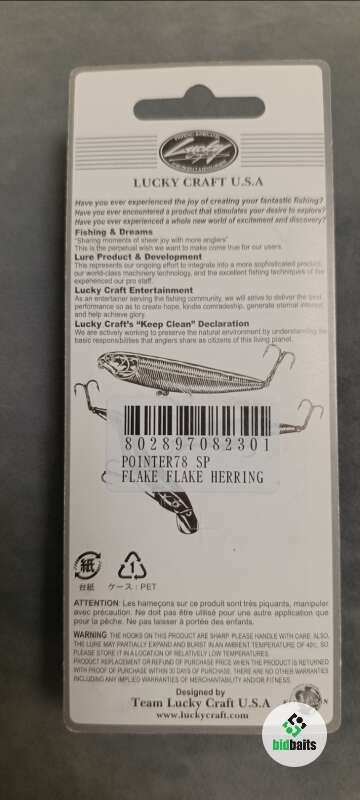 Lucky
LUCKY CRAFT U.S.A
Have you ever experienced the joy of creating your fantastic fishing?
Have you ever encountered a product that stimulates your desire to explore?
Have you ever experienced a whole new world of excitement and discovery?
Fishing & Dreams
"Sharing moments of sheer joy with more anglers"
This is the perpetual wish we want to make come true for our users.
Lure Product & Development
This represents our ongoing effort to integrate into a more sophisticated product,
our world-class machinery technology, and the excellent fishing techniques of the
experienced our pro staff.
Lucky Craft Entertainment
As an entertainer serving the fishing community, we will strive to deliver the best
performance so as to create hope, kindle comradeship, generate eternal interest
and help achieve glory.
Lucky Craft's "Keep Clean" Declaration
We are actively working to preserve the natural environment by understanding the
basic responsibilities that anglers share as citizens of this living planet.
802897082301
POINTER78 SP
FLAKE FLAKE HERRING
紙
台紙
1
ケース：PET
ATTENTION: Les hameçons sur ce produit sont très piquants, manipuler
avec précaution. Ne doit pas être utilisé pour une autre application que
pour la pêche. Ne pas laisser à portée des enfants.
WARNING: THE HOOKS ON THIS PRODUCT ARE SHARP PLEASE HANDLE WITH CARE. ALSO,
THE LURE MAY PARTIALLY EXPAND AND BURST IN AN AMBIENT TEMPERATURE OF 40c, SO
PLEASE STORE IT IN A LOCATION OF RELATIVELY LOW TEMPERATURES.
PRODUCT REPLACEMENT OR REFUND OF PURCHASE PRICE WHEN THE PRODUCT IS RETURNED
WITH PROOF OF PURCHASE WITHIN 30 DAYS OF PURCHASE, THERE ARE NO OTHER WARRANTIES
INCLUDING ANY IMPLIED WARRANTIES OF MERCHANTABILITY AND/OR FITNESS.
Designed by
Team Lucky Craft U.S.A
www.luckycraft.com
bidbaits